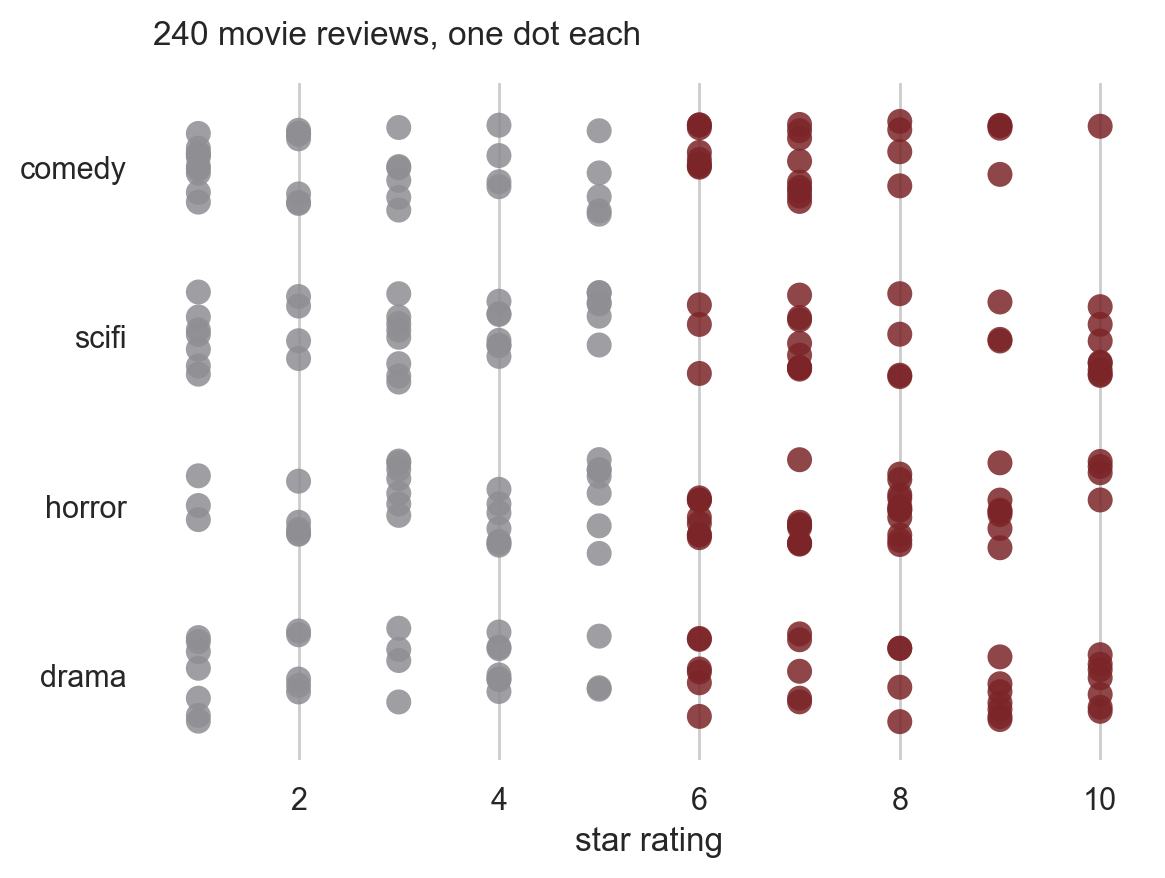 240 movie reviews, one dot each
comedy
scifi
horror
drama
2 4 6 8 10
star rating